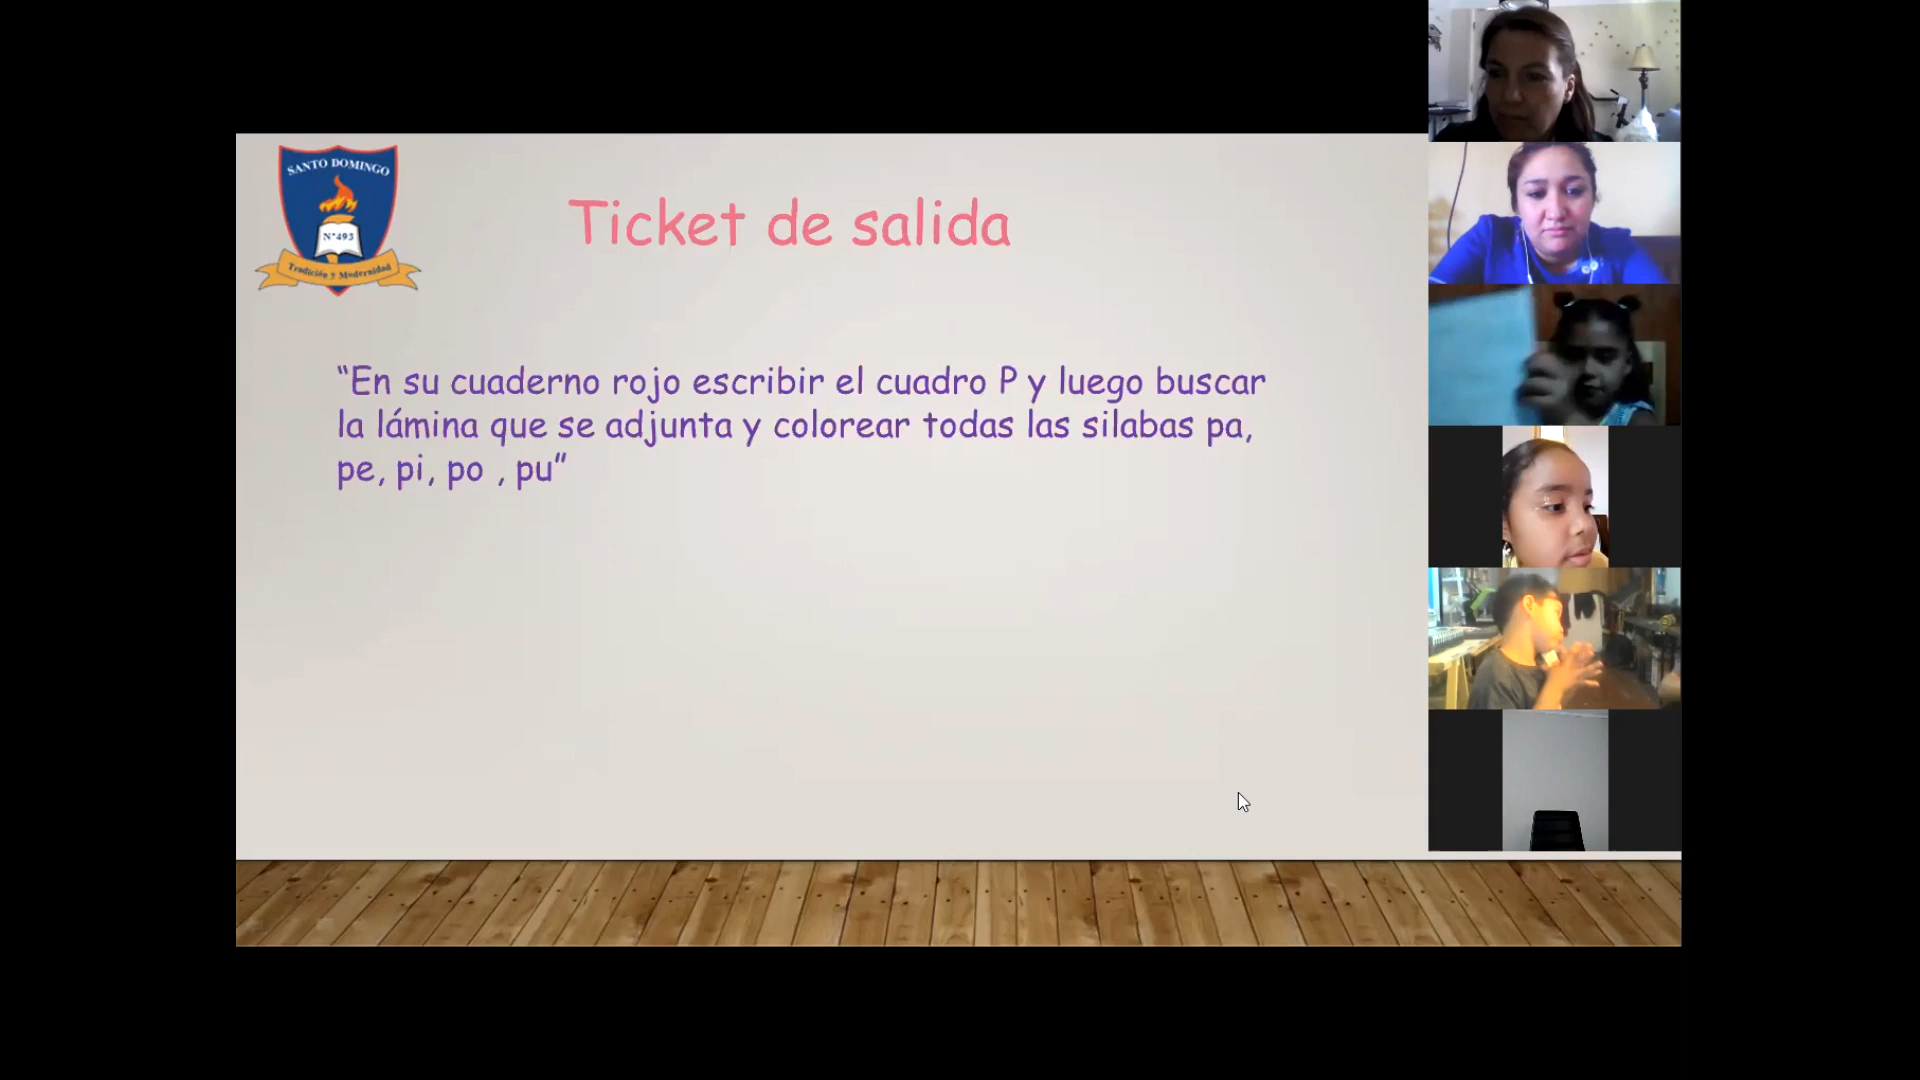 SANTO DOMINGO
N°493
Tradición y Modernidad
Ticket de salida
“En su cuaderno rojo escribir el cuadro P y luego buscar
la lámina que se adjunta y colorear todas las silabas pa,
pe, pi, po , pu”